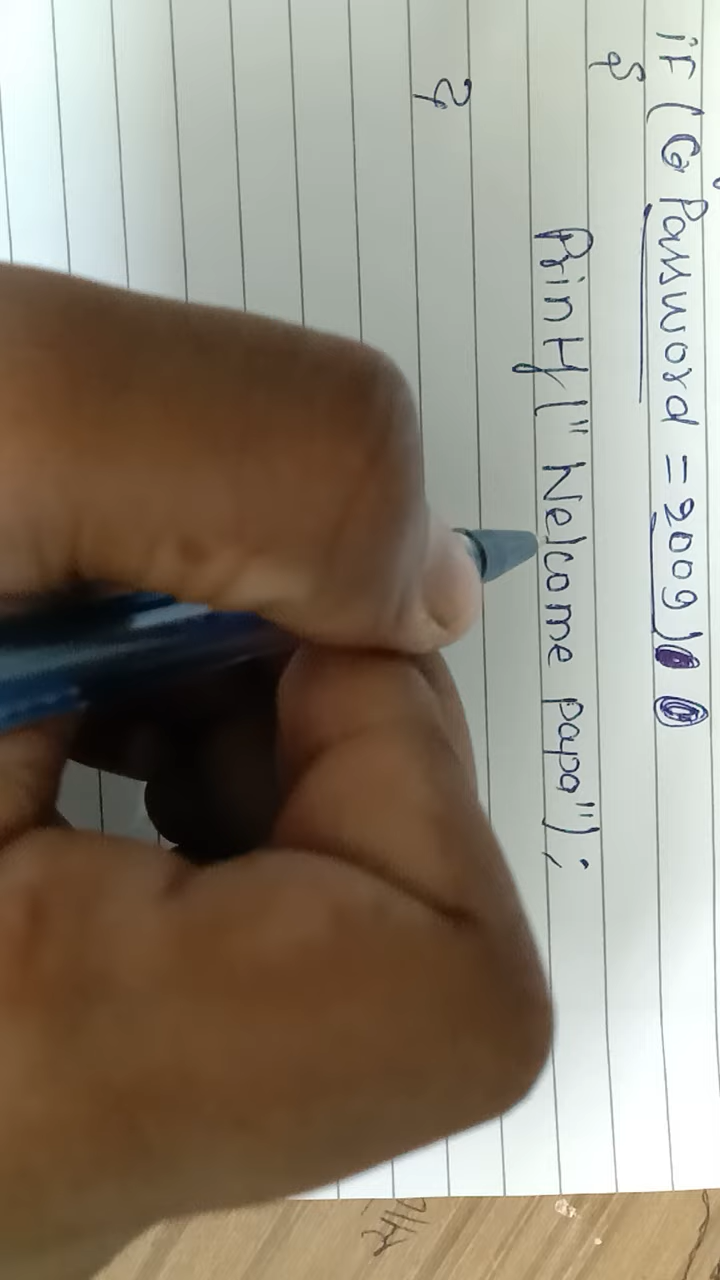 if (G Password = 2009)
{
printf(" Welcome papa");
}